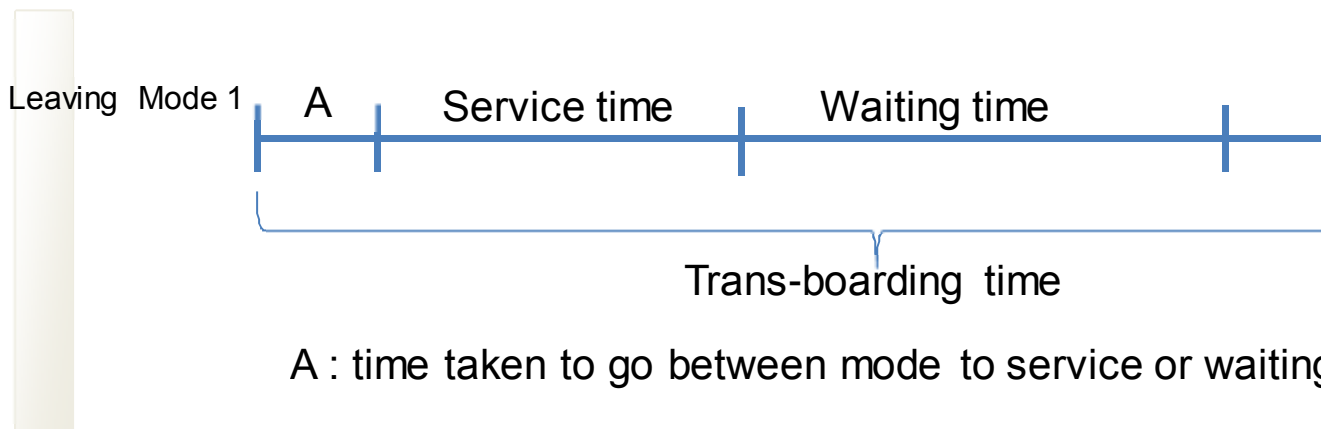 Leaving Mode 1 A Service time Waiting time
Trans-boarding time
A : time taken to go between mode to service or waiting